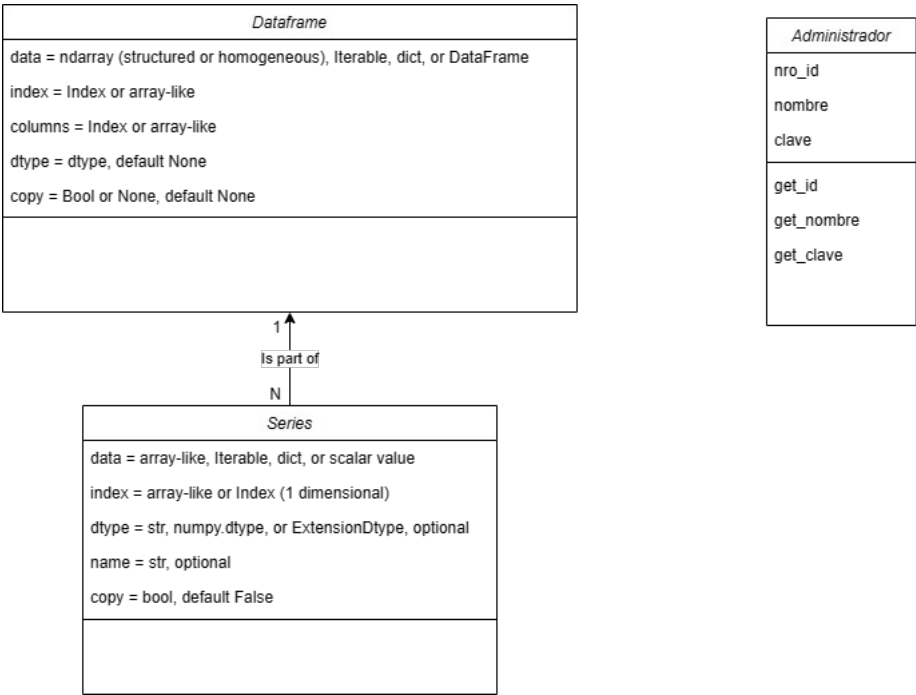 Dataframe
data = ndarray (structured or homogeneous), Iterable, dict, or DataFrame
index = Index or array-like
columns = Index or array-like
dtype = dtype, default None
copy = Bool or None, default None
Administrador
nro_id
nombre
clave
get_id
get_nombre
get_clave
1
Is part of
N
Series
data = array-like, Iterable, dict, or scalar value
index = array-like or Index (1 dimensional)
dtype = str, numpy.dtype, or ExtensionDtype, optional
name = str, optional
copy = bool, default False